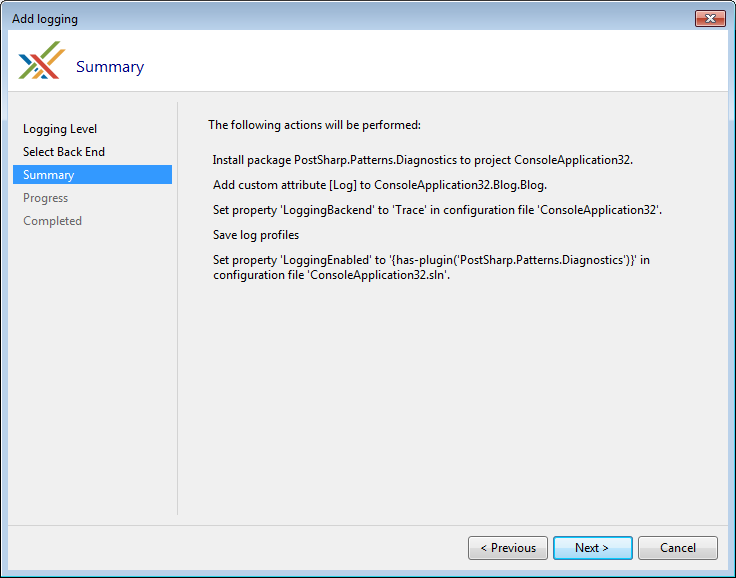 Add logging
Summary
Logging Level
Select Back End
Summary
Progress
Completed
The following actions will be performed:
Install package PostSharp.Patterns.Diagnostics to project ConsoleApplication32.
Add custom attribute [Log] to ConsoleApplication32.Blog.Blog.
Set property 'LoggingBackend' to 'Trace' in configuration file 'ConsoleApplication32'.
Save log profiles
Set property 'LoggingEnabled' to '{has-plugin('PostSharp.Patterns.Diagnostics')}' in
configuration file 'ConsoleApplication32.sln'.
< Previous
Next >
Cancel